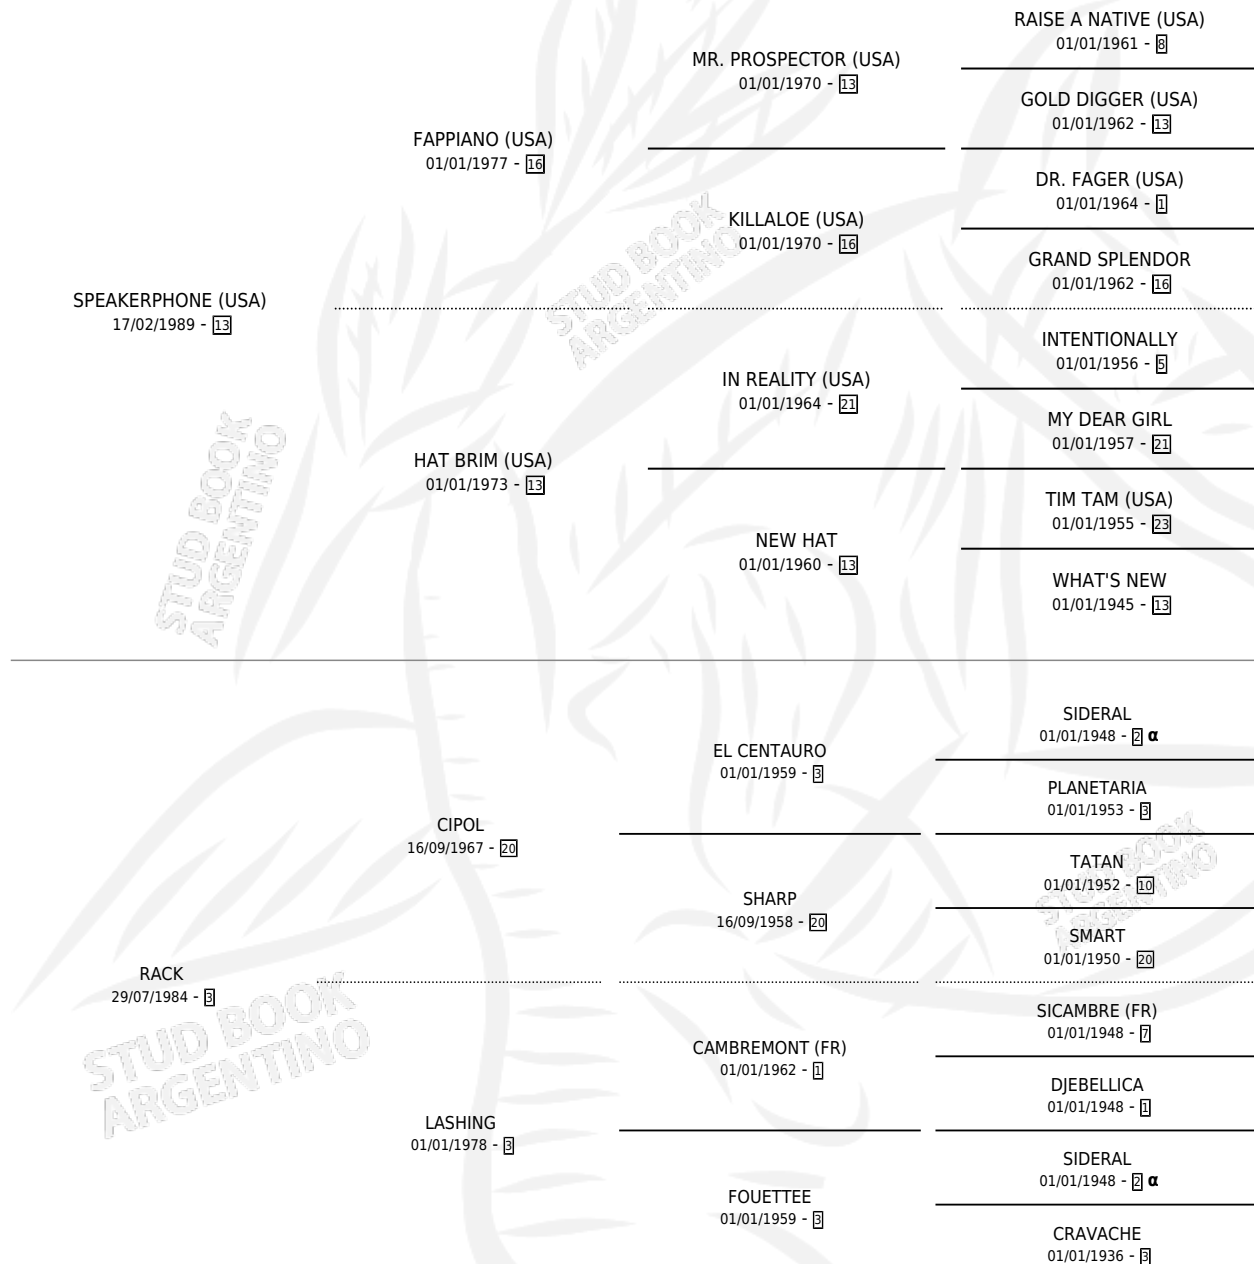 RAISE A NATIVE (USA)
01/01/1961 - 8
MR. PROSPECTOR (USA)
01/01/1970 - 13
GOLD DIGGER (USA)
01/01/1962 - 13
FAPPIANO (USA)
01/01/1977 - 16
DR. FAGER (USA)
01/01/1964 - 1
KILLALOE (USA)
01/01/1970 - 16
GRAND SPLENDOR
01/01/1962 - 16
SPEAKERPHONE (USA)
17/02/1989 - 13
INTENTIONALLY
01/01/1956 - 5
IN REALITY (USA)
01/01/1964 - 21
MY DEAR GIRL
01/01/1957 - 21
HAT BRIM (USA)
01/01/1973 - 13
TIM TAM (USA)
01/01/1955 - 23
NEW HAT
01/01/1960 - 13
WHAT'S NEW
01/01/1945 - 13
SIDERAL
01/01/1948 - 2 α
EL CENTAURO
01/01/1959 - 3
PLANETARIA
01/01/1953 - 3
CIPOL
16/09/1967 - 20
TATAN
01/01/1952 - 10
SHARP
16/09/1958 - 20
SMART
01/01/1950 - 20
RACK
29/07/1984 - 3
SICAMBRE (FR)
01/01/1948 - 7
CAMBREMONT (FR)
01/01/1962 - 1
DJEBELLICA
01/01/1948 - 1
LASHING
01/01/1978 - 3
SIDERAL
01/01/1948 - 2 α
FOUETTEE
01/01/1959 - 3
CRAVACHE
01/01/1936 - 3
STUD BOOK
ARGENTINO
STUD BOOK
ARGENTINO
STUD BOOK
ARGENTINO
STUD BOOK
ARGENTINO